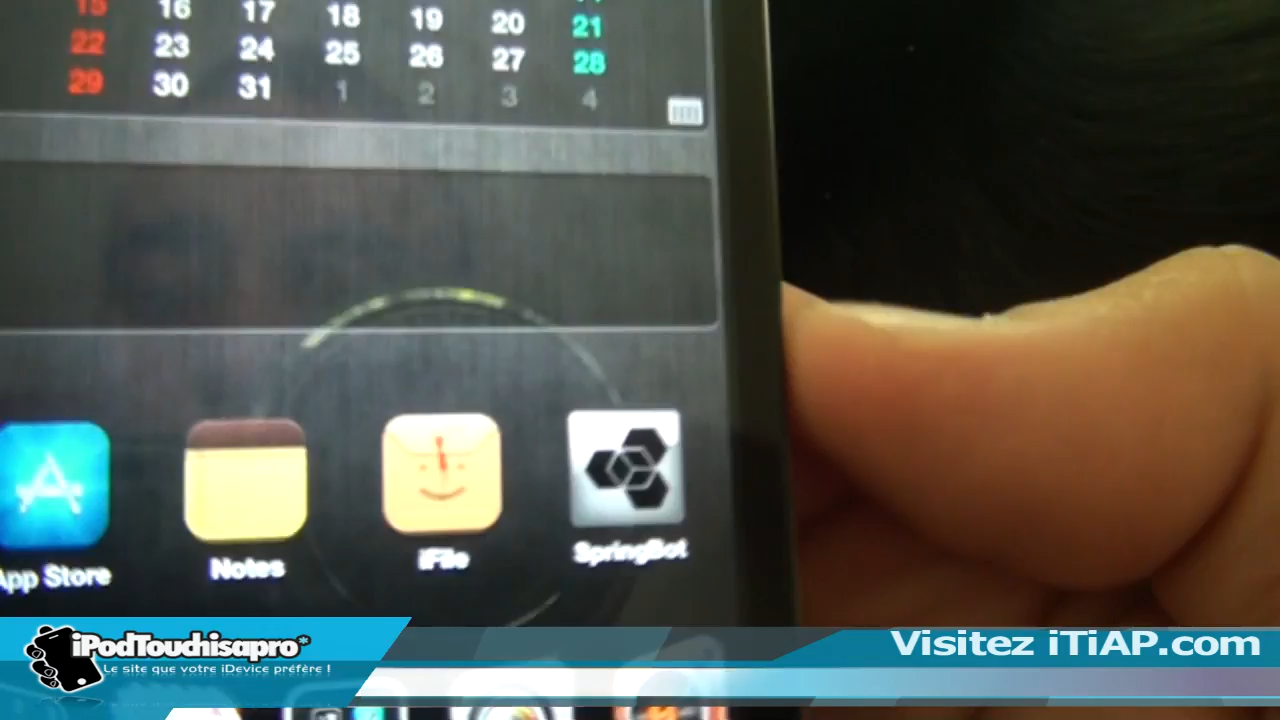 15 16 17 18 19 20
22 23 24 25 26 27 21
29 30 31 1 2 3 28
4
App Store Notes iFile SpringBot
iPodTouchisapro*
Le site que votre iDevice préfère !
Visitez iTiAP.com